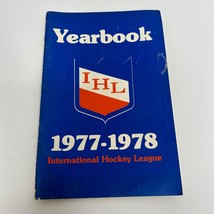 Yearbook
IHL
1977-1978
International Hockey League